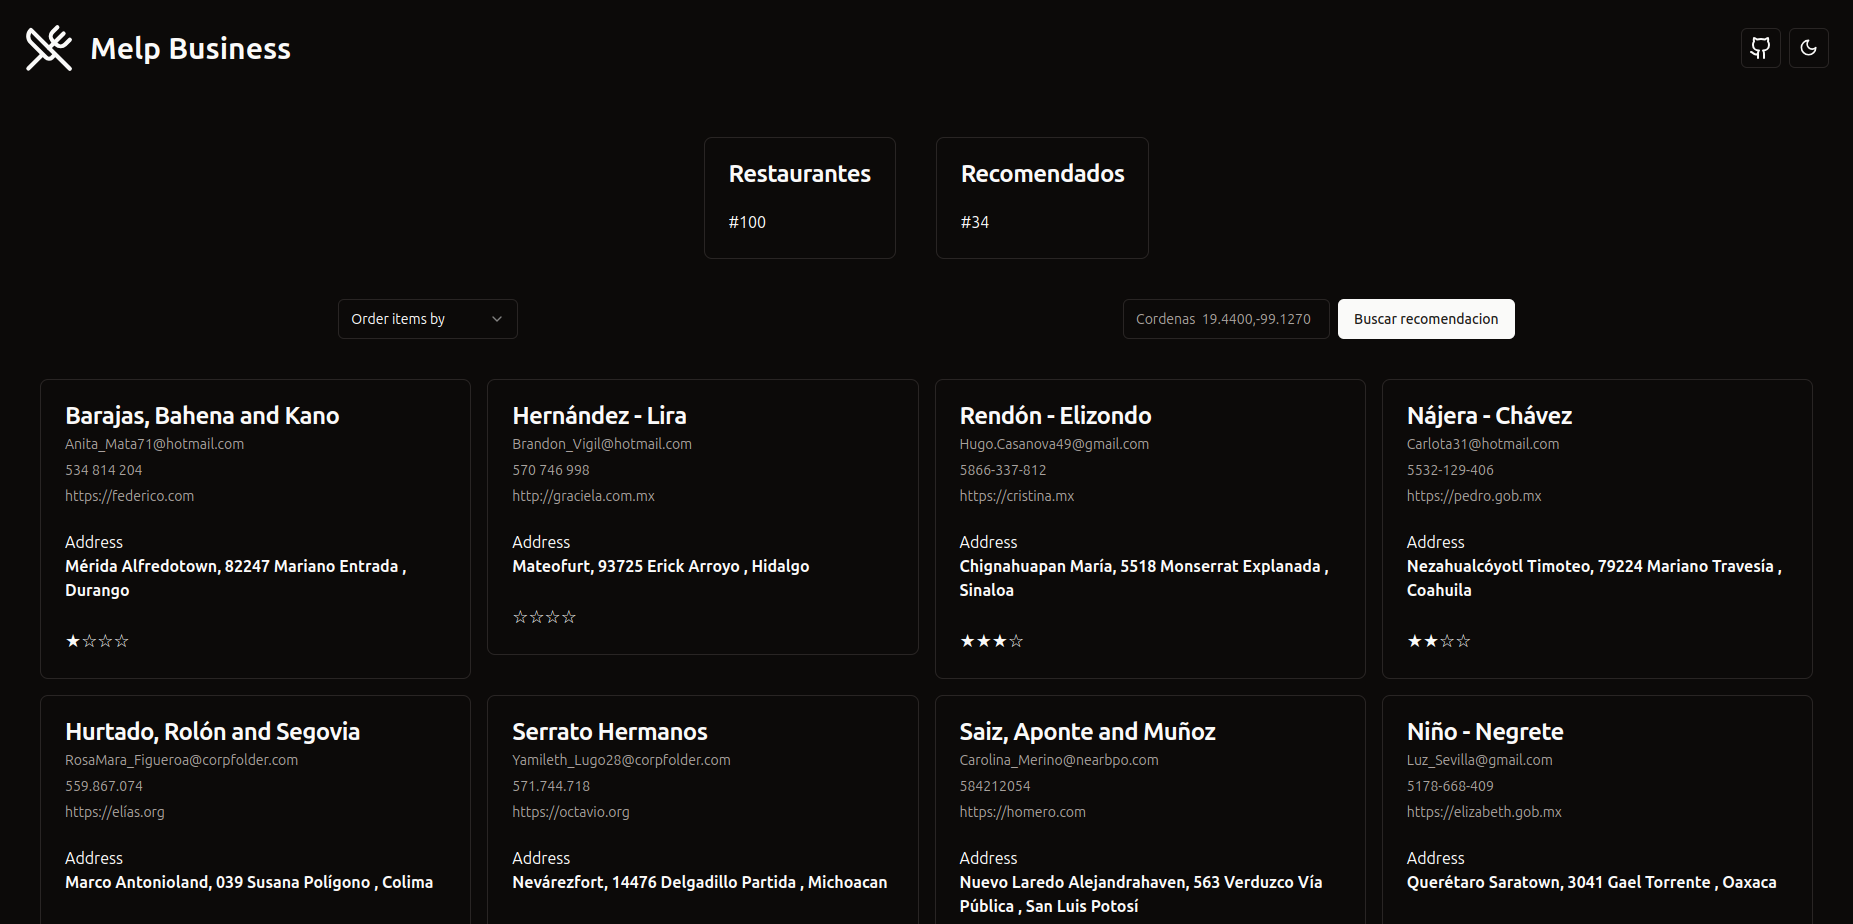 Melp Business
Restaurantes
#100
Recomendados
#34
Order items by
Cordenas 19.4400,-99.1270
Buscar recomendacion
Barajas, Bahena and Kano
Anita_Mata71@hotmail.com
534 814 204
https://federico.com
Address
Mérida Alfredotown, 82247 Mariano Entrada ,
Durango
★☆☆☆
Hernández - Lira
Brandon_Vigil@hotmail.com
570 746 998
http://graciela.com.mx
Address
Mateofurt, 93725 Erick Arroyo , Hidalgo
☆☆☆☆
Rendón - Elizondo
Hugo.Casanova49@gmail.com
5866-337-812
https://cristina.mx
Address
Chignahuapan María, 5518 Monserrat Explanada ,
Sinaloa
★★★☆
Nájera - Chávez
Carlota31@hotmail.com
5532-129-406
https://pedro.gob.mx
Address
Nezahualcóyotl Timoteo, 79224 Mariano Travesía ,
Coahuila
★★☆☆
Hurtado, Rolón and Segovia
RosaMara_Figueroa@corpfolder.com
559.867.074
https://elías.org
Address
Marco Antonioland, 039 Susana Polígono , Colima
Serrato Hermanos
Yamileth_Lugo28@corpfolder.com
571.744.718
https://octavio.org
Address
Nevárezfort, 14476 Delgadillo Partida , Michoacan
Saiz, Aponte and Muñoz
Carolina_Merino@nearbpo.com
584212054
https://homero.com
Address
Nuevo Laredo Alejandrahaven, 563 Verduzco Vía
Pública , San Luis Potosí
Niño - Negrete
Luz_Sevilla@gmail.com
5178-668-409
https://elizabeth.gob.mx
Address
Querétaro Saratown, 3041 Gael Torrente , Oaxaca